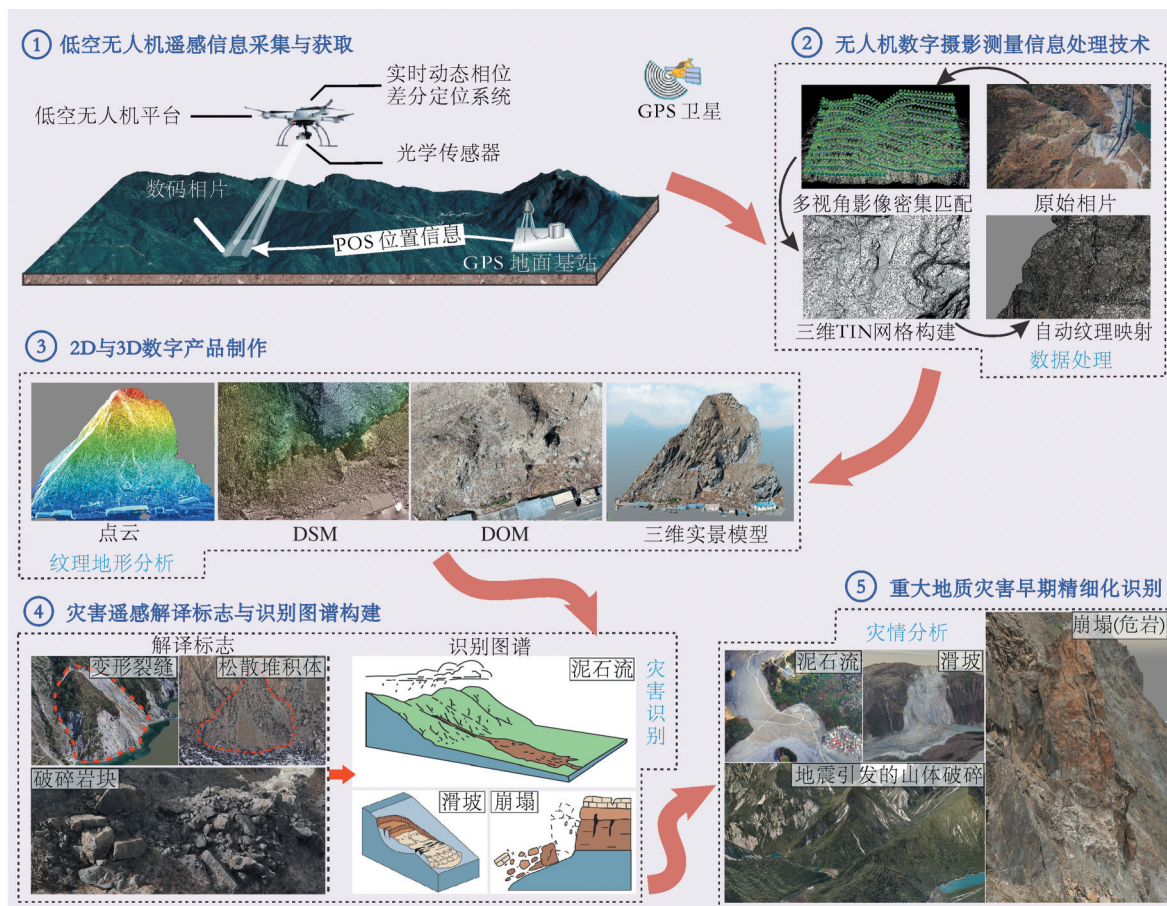 ① 低空无人机遥感信息采集与获取
低空无人机平台
实时动态相位
差分定位系统
光学传感器
GPS 卫星
数码相片
POS 位置信息
GPS 地面基站
② 无人机数字摄影测量信息处理技术
多视角影像密集匹配
原始相片
三维TIN网格构建
自动纹理映射
数据处理
③ 2D与3D数字产品制作
点云
DSM
DOM
三维实景模型
纹理地形分析
④ 灾害遥感解译标志与识别图谱构建
解译标志
变形裂缝
松散堆积体
破碎岩块
识别图谱
泥石流
滑坡
崩塌
灾害识别
⑤ 重大地质灾害早期精细化识别
灾情分析
泥石流
滑坡
崩塌(危岩)
地震引发的山体破碎